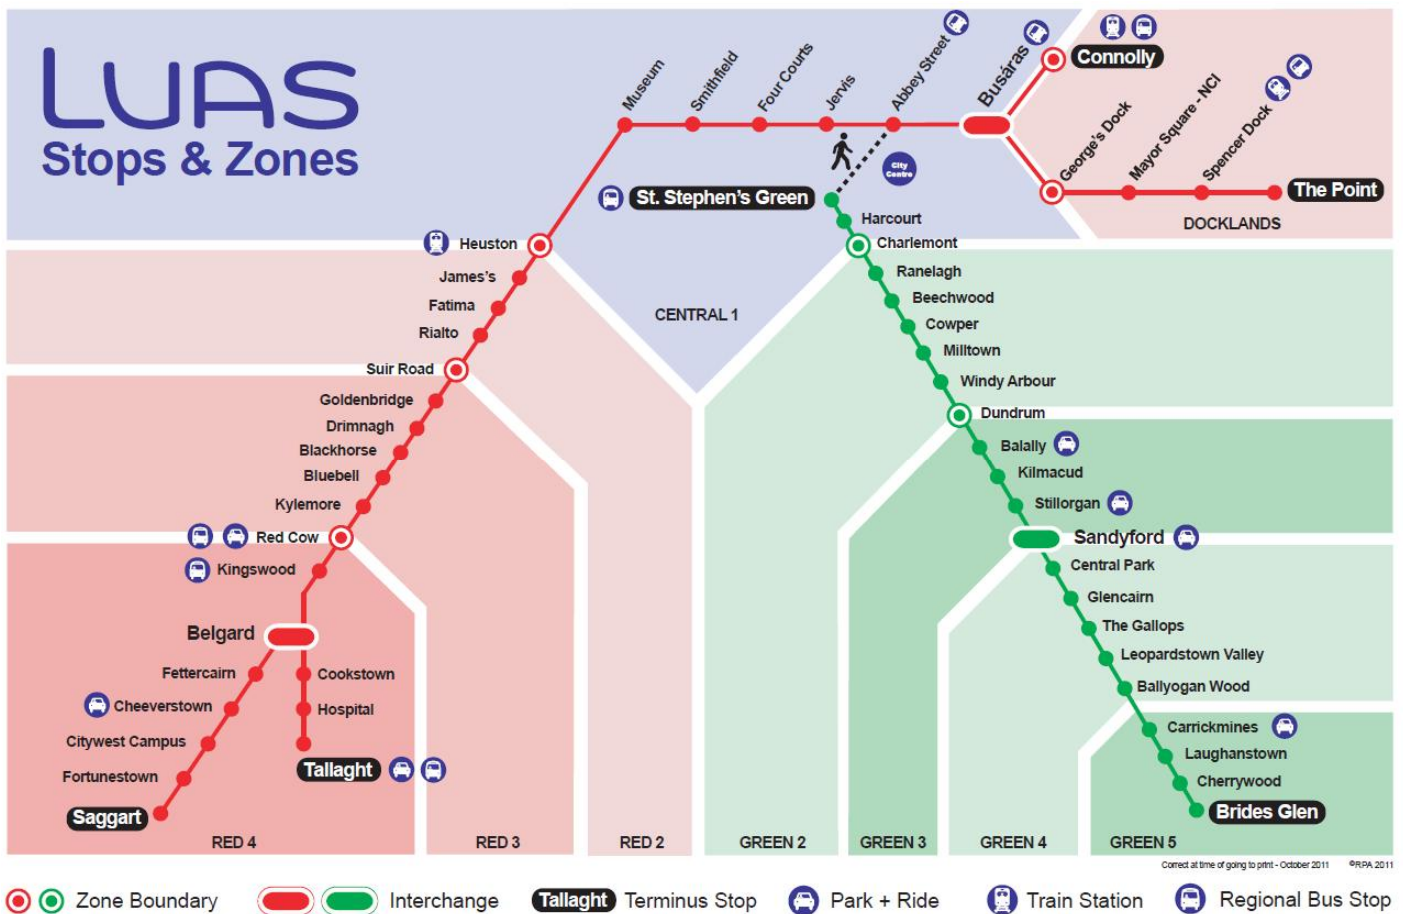 LUAS
Stops & Zones
Museum
Smithfield
Four Courts
Jervis
Abbey Street
Busáras
Connolly
George's Dock
Mayor Square - NCI
Spencer Dock
The Point
DOCKLANDS
City
Centre
St. Stephen's Green
Harcourt
Charlemont
Ranelagh
Beechwood
Cowper
Milltown
Windy Arbour
Dundrum
Balally
Kilmacud
Stillorgan
Sandyford
Central Park
Glencairn
The Gallops
Leopardstown Valley
Ballyogan Wood
Carrickmines
Laughanstown
Cherrywood
Brides Glen
CENTRAL 1
Heuston
James's
Fatima
Rialto
Suir Road
Goldenbridge
Drimnagh
Blackhorse
Bluebell
Kylemore
Red Cow
Kingswood
Belgard
Fettercairn
Cheeverstown
Citywest Campus
Fortunestown
Saggart
Cookstown
Hospital
Tallaght
RED 4
RED 3
RED 2
GREEN 2
GREEN 3
GREEN 4
GREEN 5
Correct at time of going to print - October 2011 ©RPA 2011
Zone Boundary
Interchange
Tallaght Terminus Stop
Park + Ride
Train Station
Regional Bus Stop